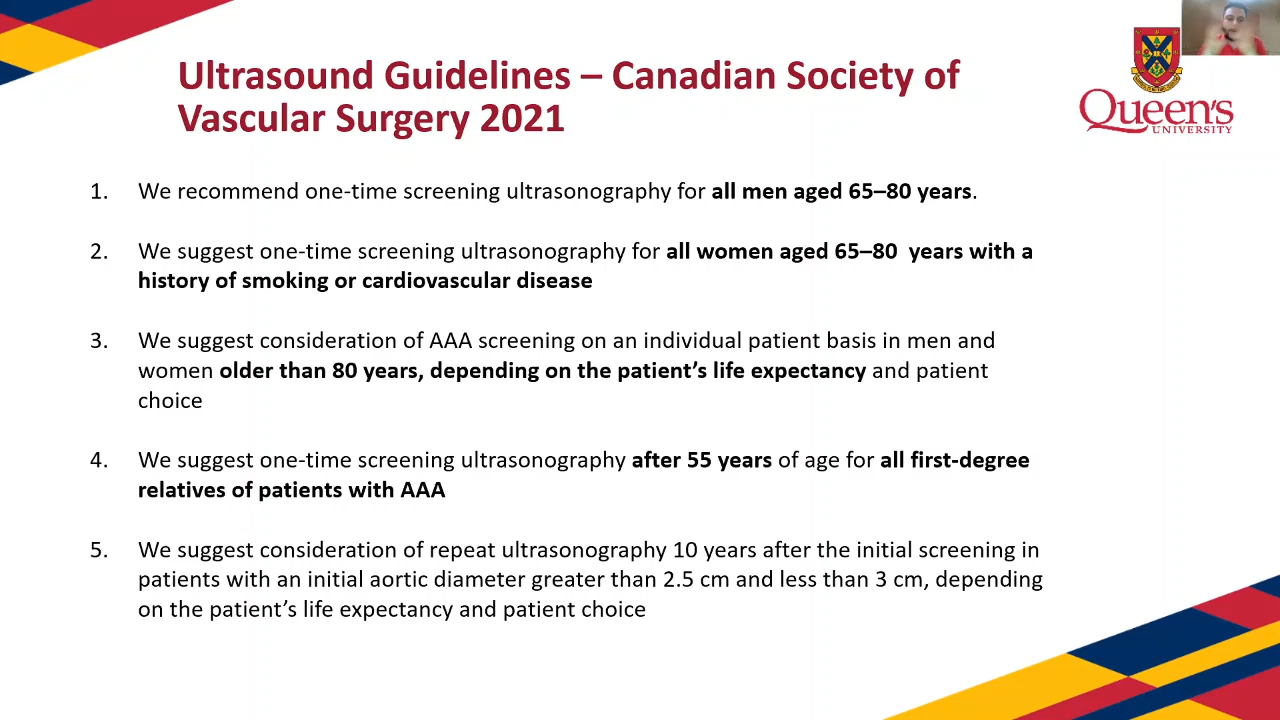 Ultrasound Guidelines – Canadian Society of
Vascular Surgery 2021
Queen's
UNIVERSITY
1. We recommend one-time screening ultrasonography for all men aged 65–80 years.
2. We suggest one-time screening ultrasonography for all women aged 65–80 years with a
history of smoking or cardiovascular disease
3. We suggest consideration of AAA screening on an individual patient basis in men and
women older than 80 years, depending on the patient’s life expectancy and patient
choice
4. We suggest one-time screening ultrasonography after 55 years of age for all first-degree
relatives of patients with AAA
5. We suggest consideration of repeat ultrasonography 10 years after the initial screening in
patients with an initial aortic diameter greater than 2.5 cm and less than 3 cm, depending
on the patient’s life expectancy and patient choice